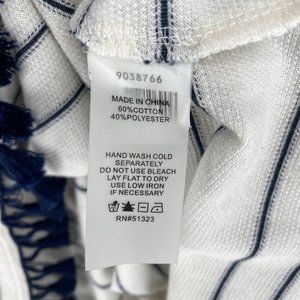 9038766
MADE IN CHINA
60%COTTON
40%POLYESTER
HAND WASH COLD
SEPARATELY
DO NOT USE BLEACH
LAY FLAT TO DRY
USE LOW IRON
IF NECESSARY
RN#51323